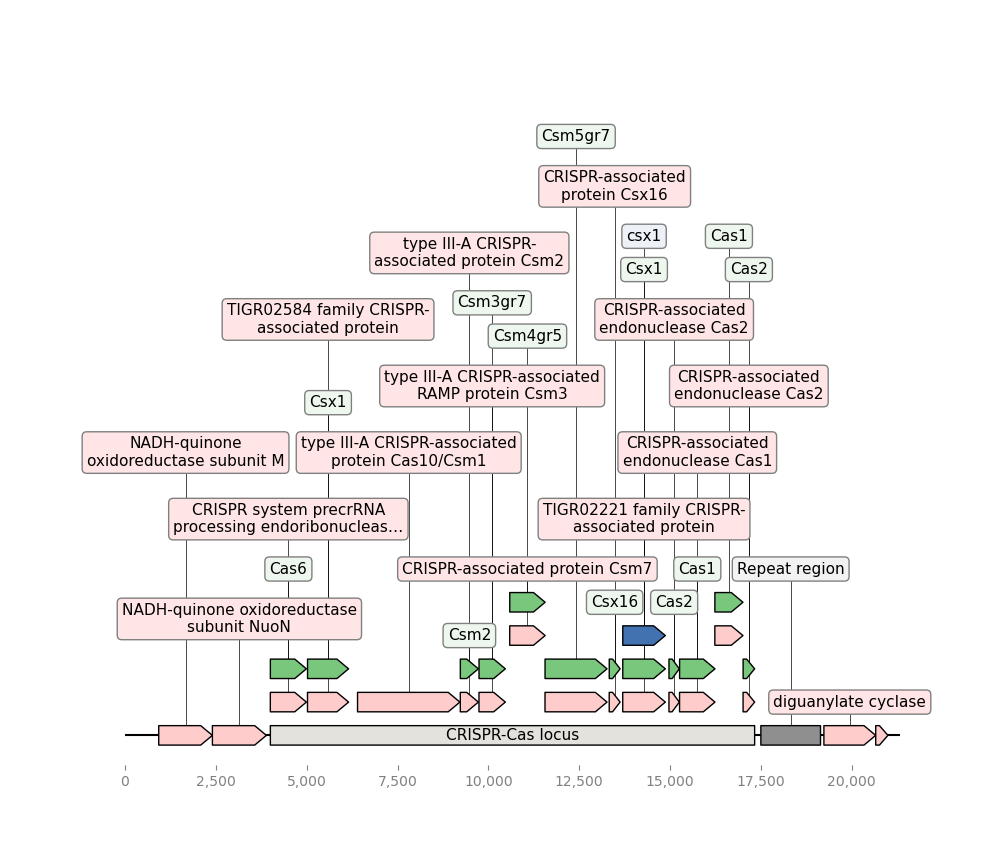 Csm5gr7
CRISPR-associated
protein Csx16
type III-A CRISPR-
associated protein Csm2
csx1
Cas1
Csx1
Cas2
Csm3gr7
TIGR02584 family CRISPR-
associated protein
CRISPR-associated
endonuclease Cas2
Csm4gr5
type III-A CRISPR-associated
RAMP protein Csm3
CRISPR-associated
endonuclease Cas2
Csx1
NADH-quinone
oxidoreductase subunit M
type III-A CRISPR-associated
protein Cas10/Csm1
CRISPR-associated
endonuclease Cas1
CRISPR system precrRNA
processing endoribonucleas...
TIGR02221 family CRISPR-
associated protein
Cas6
CRISPR-associated protein Csm7
Cas1
Repeat region
Csx16
Cas2
NADH-quinone oxidoreductase
subunit NuoN
Csm2
diguanylate cyclase
CRISPR-Cas locus
0
2,500
5,000
7,500
10,000
12,500
15,000
17,500
20,000